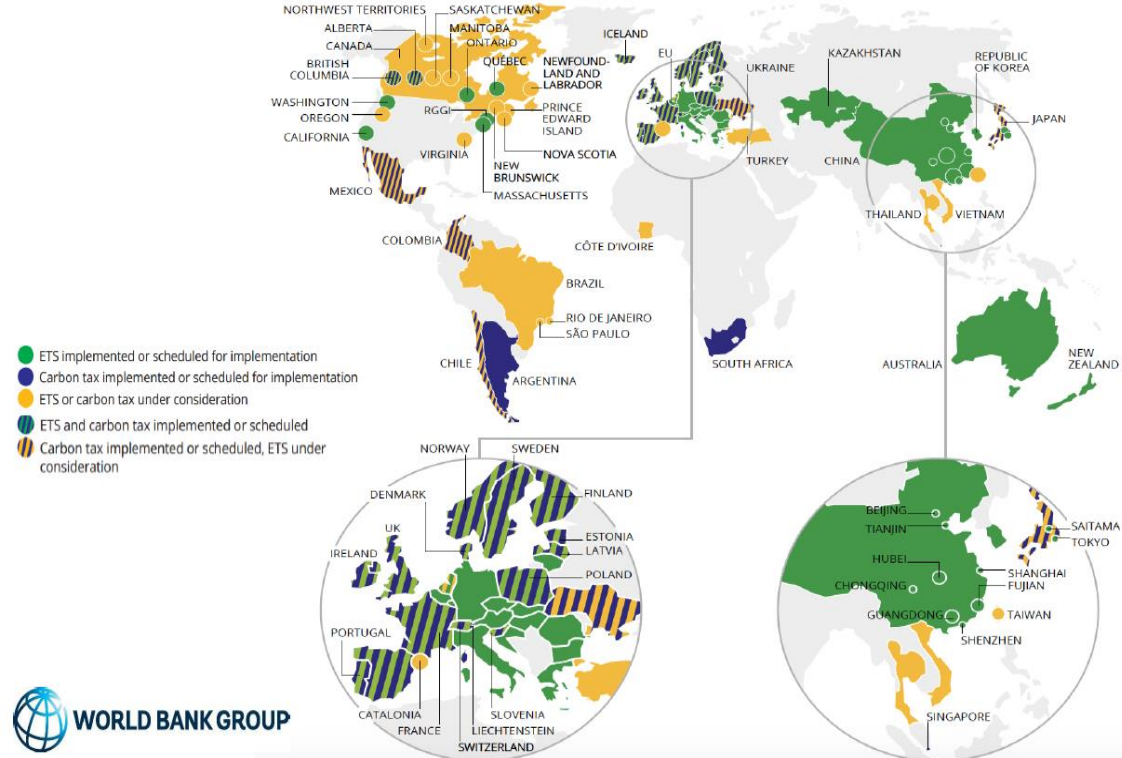 NORTHWEST TERRITORIES
SASKATCHEWAN
ALBERTA
MANITOBA
CANADA
ONTARIO
BRITISH
COLUMBIA
QUÉBEC
NEWFOUND-
LAND AND
LABRADOR
WASHINGTON
OREGON
CALIFORNIA
RGGI
PRINCE
EDWARD
ISLAND
VIRGINIA
NOVA SCOTIA
NEW
BRUNSWICK
MASSACHUSETTS
MEXICO
ICELAND
EU
UKRAINE
KAZAKHSTAN
REPUBLIC
OF KOREA
JAPAN
TURKEY
CHINA
THAILAND
VIETNAM
COLOMBIA
CÔTE D'IVOIRE
BRAZIL
RIO DE JANEIRO
SÃO PAULO
CHILE
ARGENTINA
SOUTH AFRICA
AUSTRALIA
NEW
ZEALAND
ETS implemented or scheduled for implementation
Carbon tax implemented or scheduled for implementation
ETS or carbon tax under consideration
ETS and carbon tax implemented or scheduled
Carbon tax implemented or scheduled, ETS under
consideration
NORWAY
SWEDEN
DENMARK
FINLAND
UK
ESTONIA
LATVIA
IRELAND
POLAND
PORTUGAL
CATALONIA
FRANCE
SLOVENIA
LIECHTENSTEIN
SWITZERLAND
BEIJING
TIANJIN
SAITAMA
TOKYO
HUBEI
SHANGHAI
CHONGQING
FUJIAN
GUANGDONG
TAIWAN
SHENZHEN
SINGAPORE
WORLD BANK GROUP